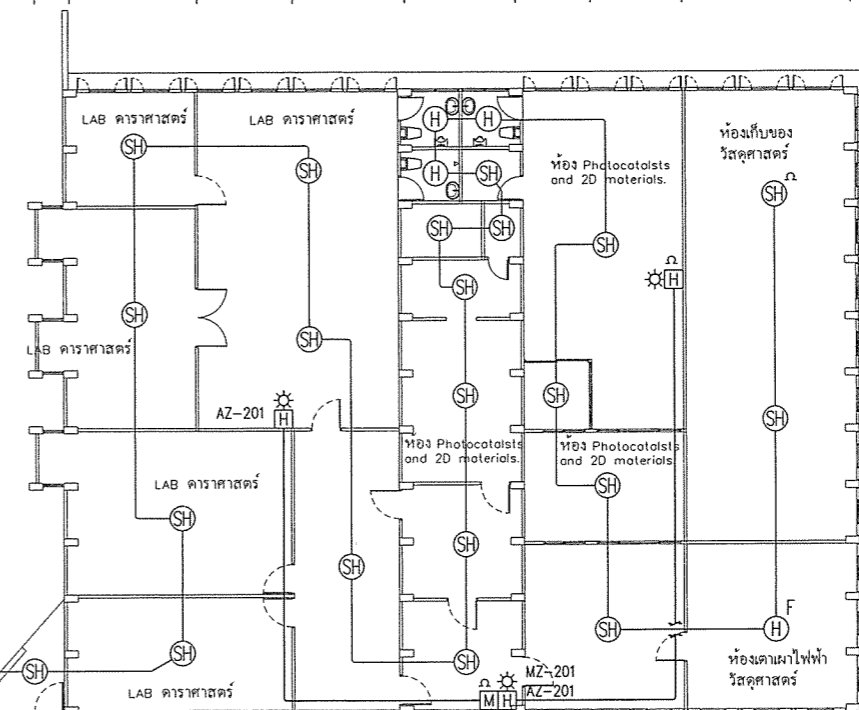 LAB ดาราศาสตร์
LAB ดาราศาสตร์
ห้องเก็บของ
วัสดุศาสตร์
H
H
SH
SH
H
SH
ห้อง Photocatalsts
and 2D materials.
SH
Ω
SH
SH
SH
Ω
H
SH
SH
LAB ดาราศาสตร์
SH
AZ-201
H
SH
SH
SH
ห้อง Photocatalsts
and 2D materials.
ห้อง Photocatalsts
and 2D materials.
LAB ดาราศาสตร์
SH
SH
SH
SH
SH
SH
H
F
SH
SH
SH
ห้องเตาเผาไฟฟ้า
วัสดุศาสตร์
MZ-201
AZ-201
Ω
M H
LAB ดาราศาสตร์